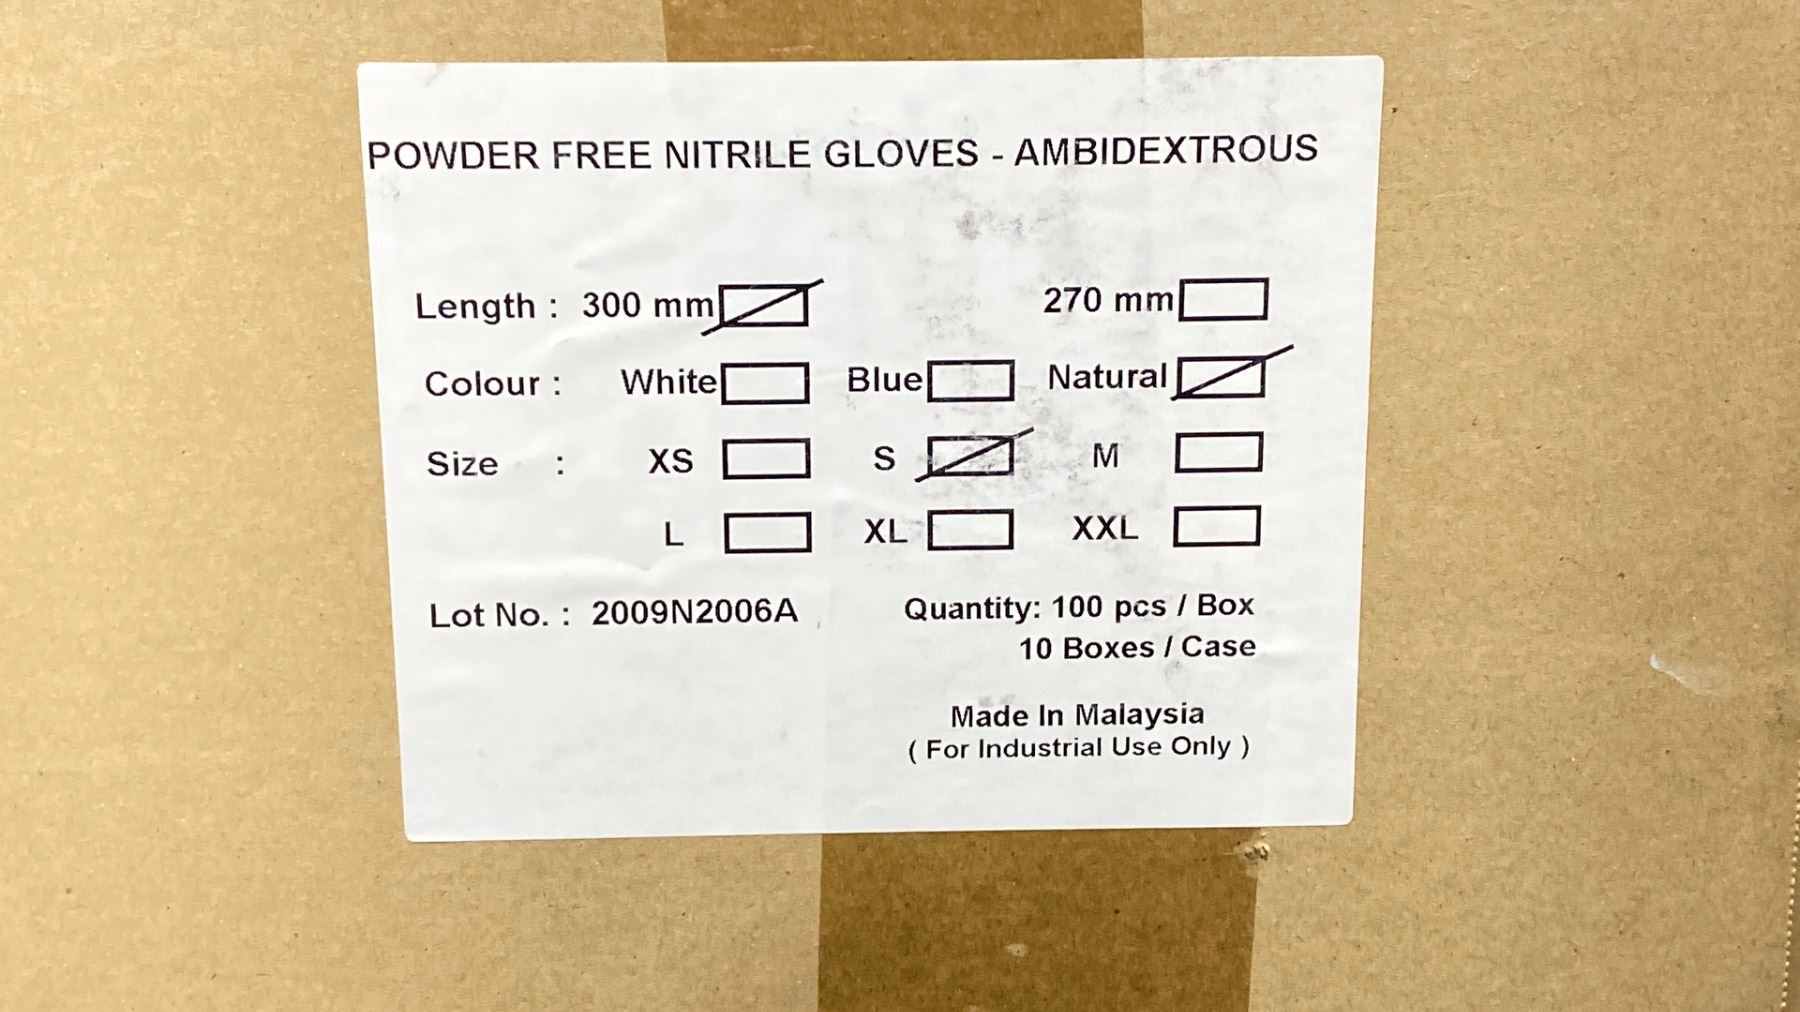 POWDER FREE NITRILE GLOVES - AMBIDEXTROUS
Length : 300 mm 270 mm
Colour : White Blue Natural
Size : XS S M
L XL XXL
Lot No. : 2009N2006A Quantity: 100 pcs / Box
10 Boxes / Case
Made In Malaysia
( For Industrial Use Only )